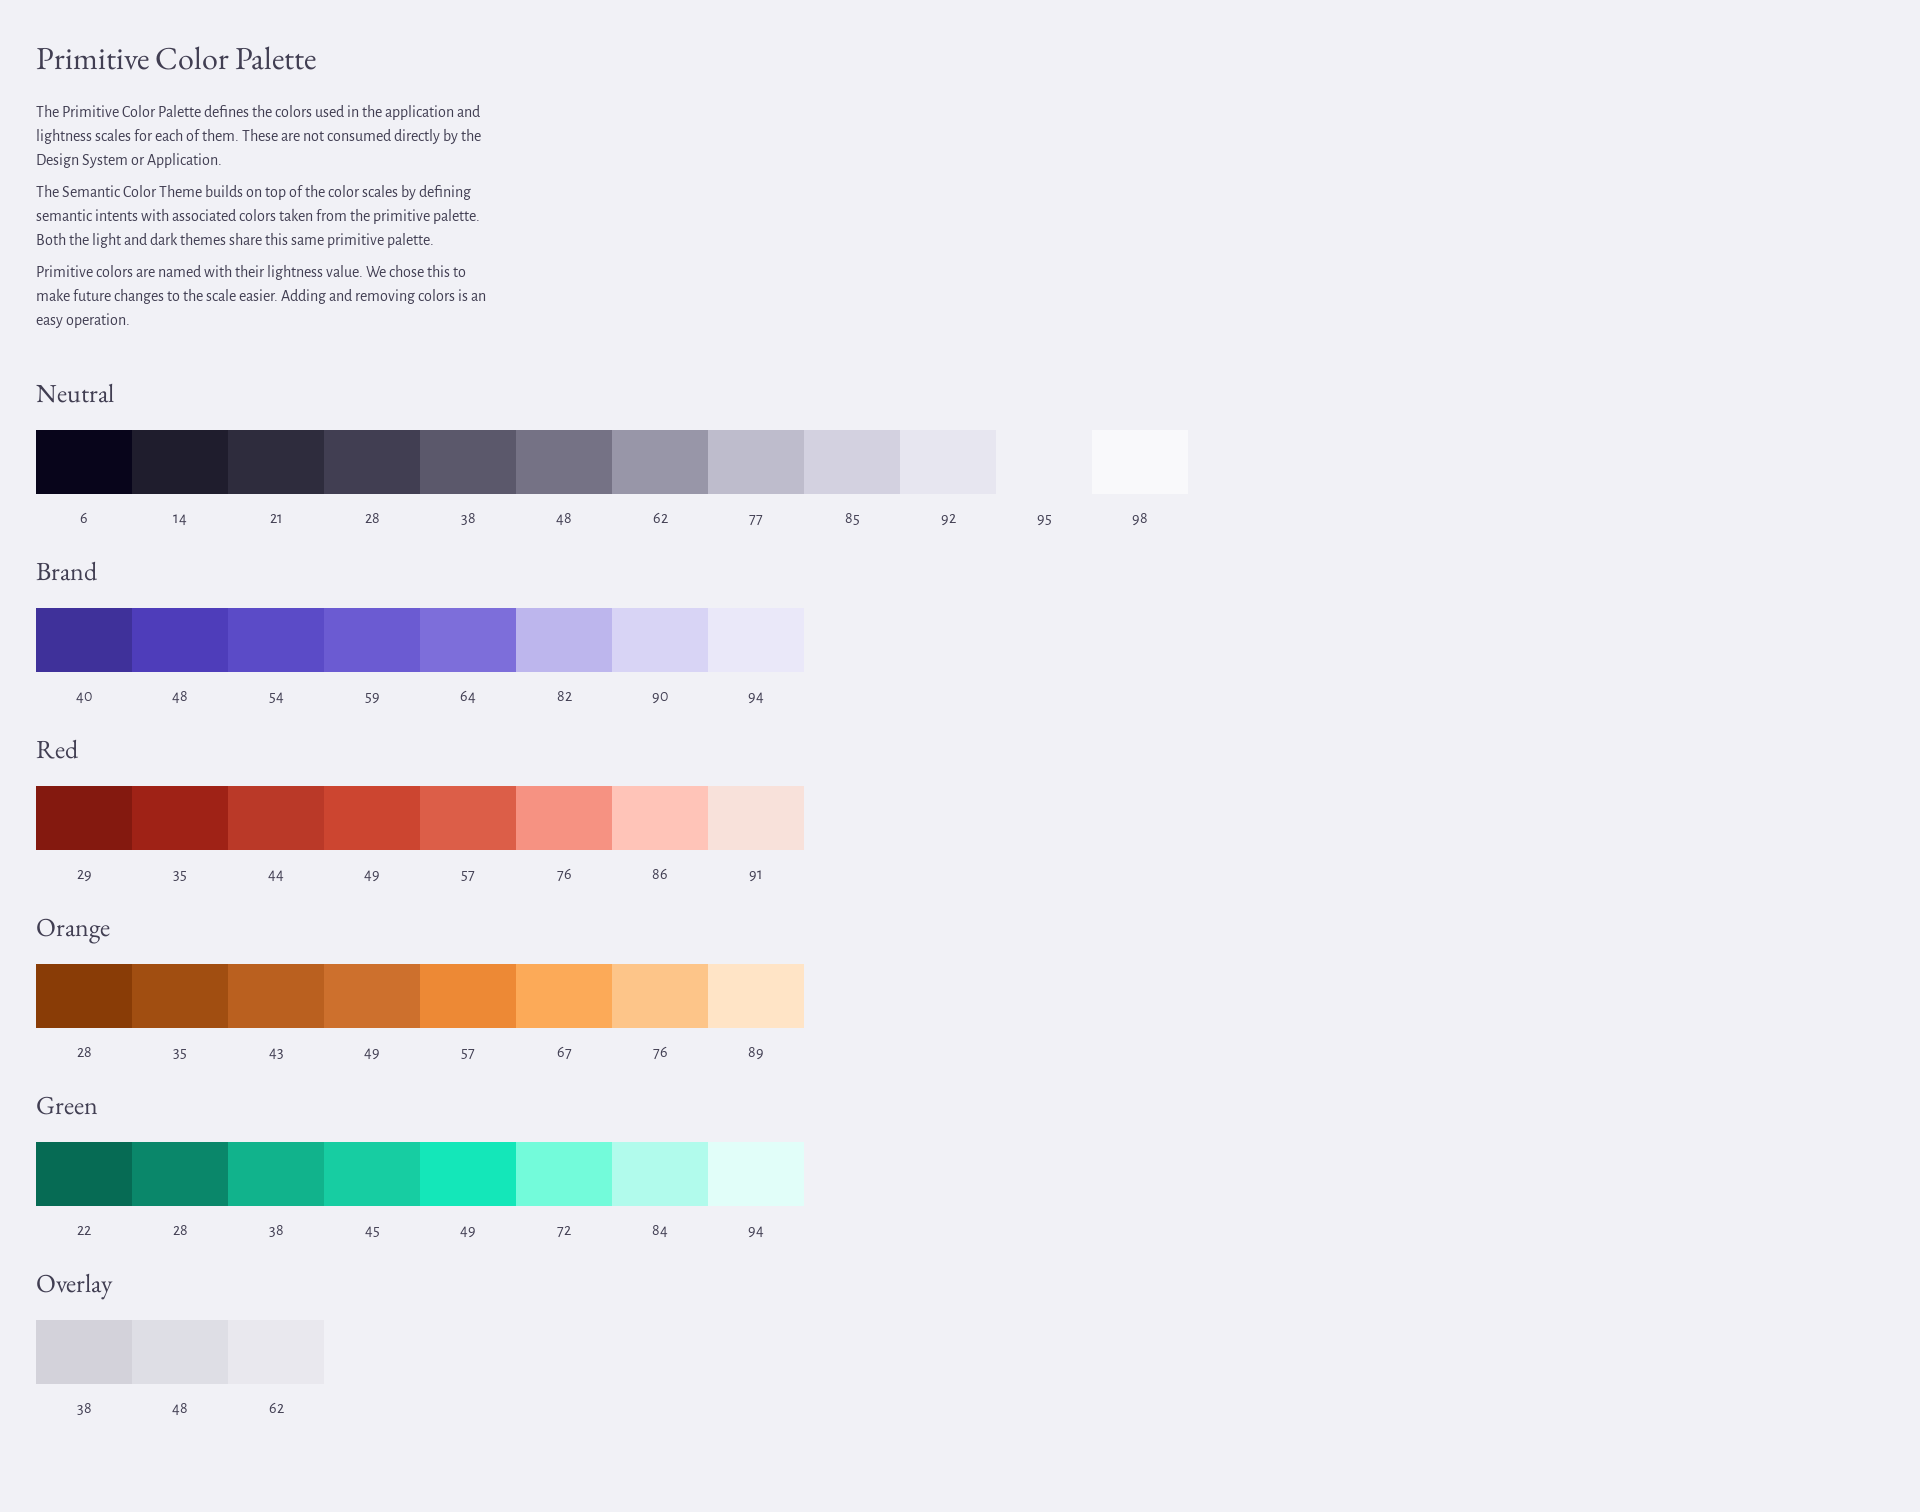 Primitive Color Palette
The Primitive Color Palette defines the colors used in the application and
lightness scales for each of them. These are not consumed directly by the
Design System or Application.
The Semantic Color Theme builds on top of the color scales by defining
semantic intents with associated colors taken from the primitive palette.
Both the light and dark themes share this same primitive palette.
Primitive colors are named with their lightness value. We chose this to
make future changes to the scale easier. Adding and removing colors is an
easy operation.
Neutral
6 14 21 28 38 48 62 77 85 92 95 98
Brand
40 48 54 59 64 82 90 94
Red
29 35 44 49 57 76 86 91
Orange
28 35 43 49 57 67 76 89
Green
22 28 38 45 49 72 84 94
Overlay
38 48 62